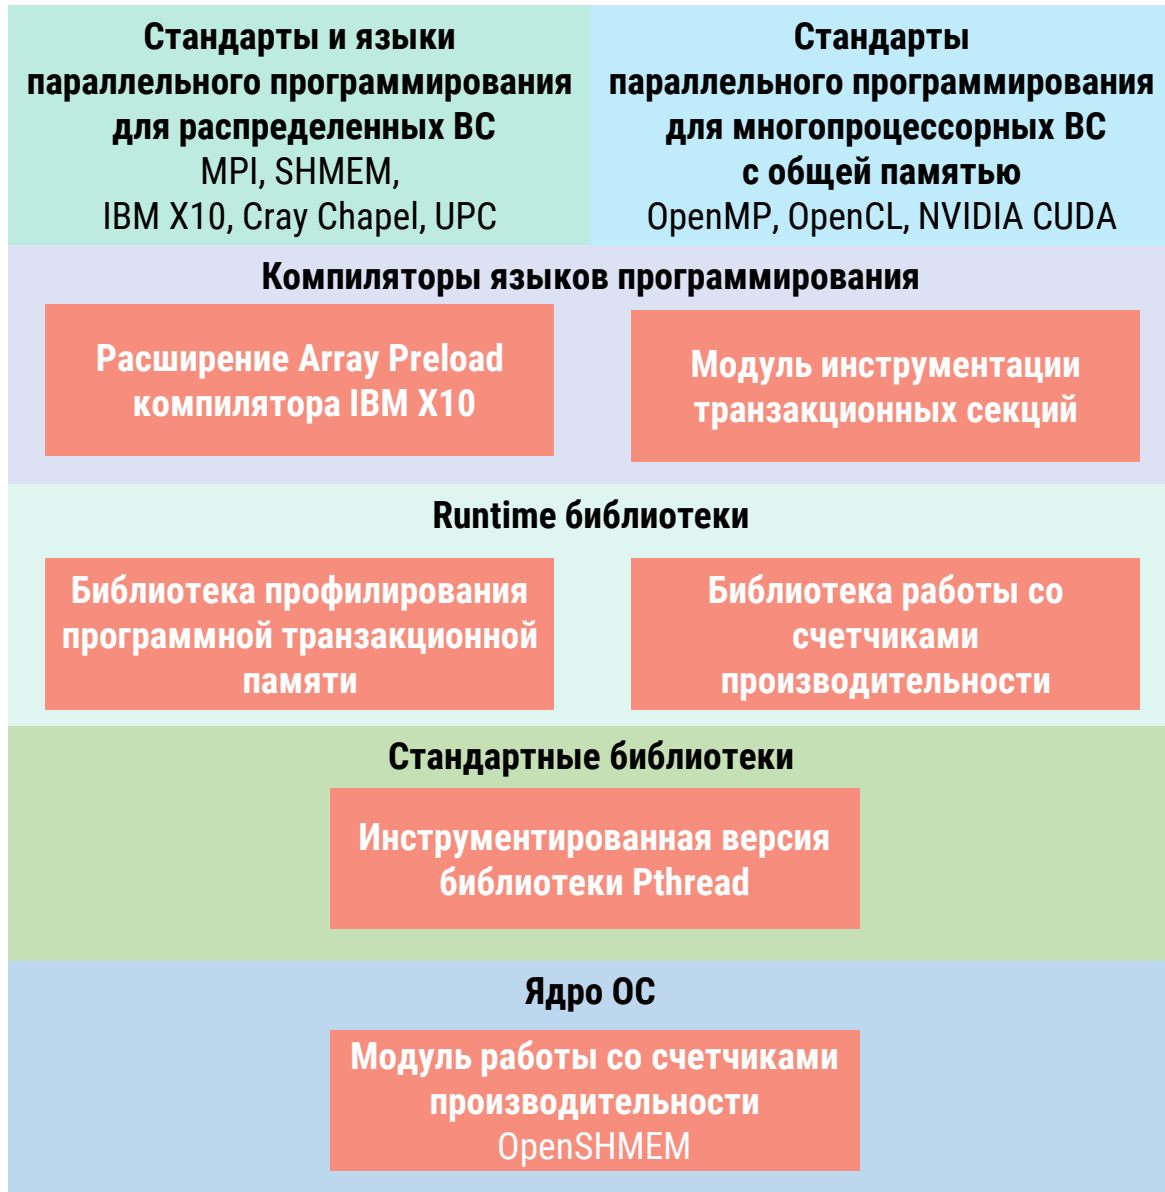 Стандарты и языки
параллельного программирования
для распределенных ВС
MPI, SHMEM,
IBM X10, Cray Chapel, UPC
Стандарты
параллельного программирования
для многопроцессорных ВС
с общей памятью
OpenMP, OpenCL, NVIDIA CUDA
Компиляторы языков программирования
Расширение Array Preload
компилятора IBM X10
Модуль инструментации
транзакционных секций
Runtime библиотеки
Библиотека профилирования
программной транзакционной
памяти
Библиотека работы со
счетчиками
производительности
Стандартные библиотеки
Инструментированная версия
библиотеки Pthread
Ядро ОС
Модуль работы со счетчиками
производительности
OpenSHMEM